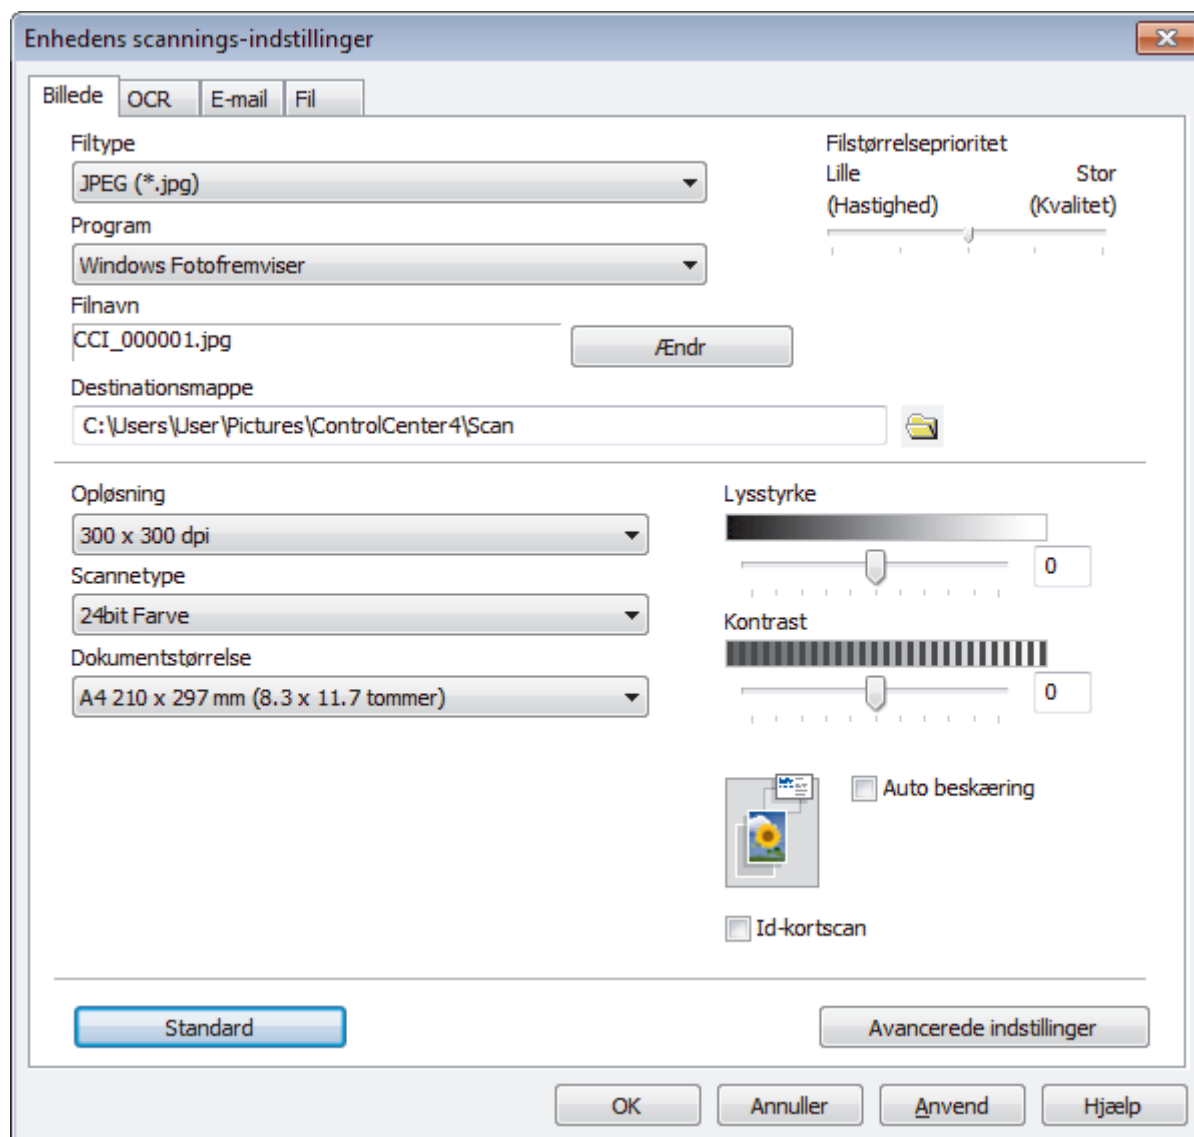 Enhedens scannings-indstillinger
Billede OCR E-mail Fil
Filtype
JPEG (*.jpg)
Program
Windows Fotofremviser
Filnavn
CCI_000001.jpg
Ændr
Destinationsmappe
C:\Users\User\Pictures\ControlCenter4\Scan
Filstørrelseprioritet
Lille Stor
(Hastighed) (Kvalitet)
Opløsning
300 x 300 dpi
Scannetype
24bit Farve
Dokumentstørrelse
A4 210 x 297 mm (8.3 x 11.7 tommer)
Lysstyrke
0
Kontrast
0
Auto beskæring
Id-kortscan
Standard
Avancerede indstillinger
OK Annuller Anvend Hjælp